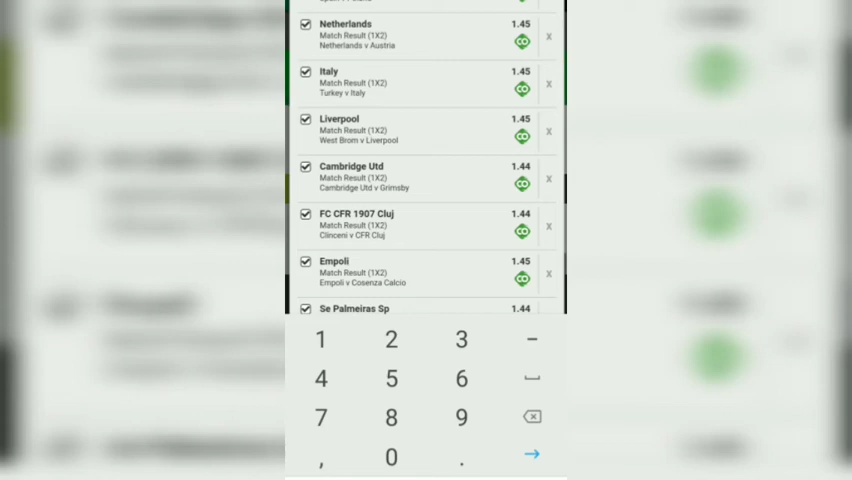 Netherlands 1.45
Match Result (1X2)
Netherlands v Austria
X
Italy 1.45
Match Result (1X2)
Turkey v Italy
X
Liverpool 1.45
Match Result (1X2)
West Brom v Liverpool
X
Cambridge Utd 1.44
Match Result (1X2)
Cambridge Utd v Grimsby
X
FC CFR 1907 Cluj 1.44
Match Result (1X2)
Clinceni v CFR Cluj
X
Empoli 1.45
Match Result (1X2)
Empoli v Cosenza Calcio
X
Se Palmeiras Sp 1.44
1 2 3 -
4 5 6
7 8 9
, 0 .